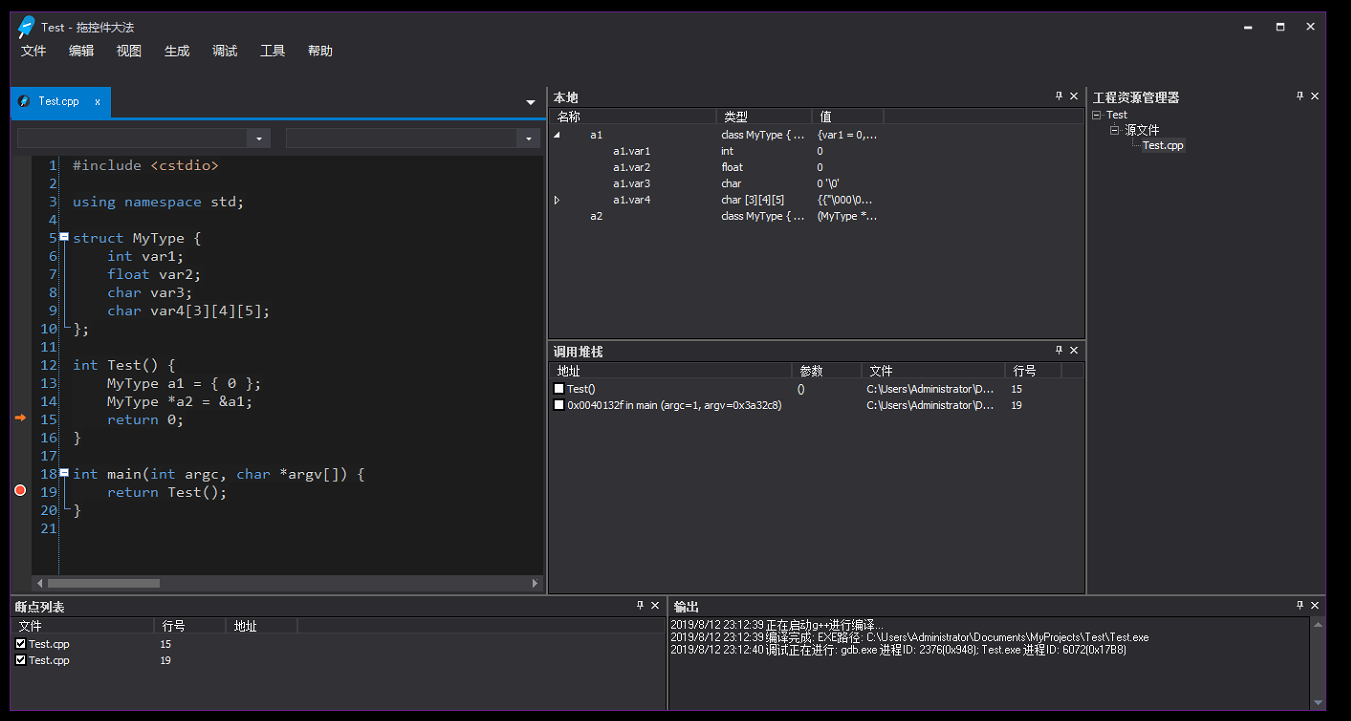 Test - 拖控件大法
文件 编辑 视图 生成 调试 工具 帮助
Test.cpp x
1 #include <cstdio>
2
3 using namespace std;
4
5 struct MyType {
6 int var1;
7 float var2;
8 char var3;
9 char var4[3][4][5];
10 };
11
12 int Test() {
13 MyType a1 = { 0 };
14 MyType *a2 = &a1;
15 return 0;
16 }
17
18 int main(int argc, char *argv[]) {
19 return Test();
20 }
21
本地
名称 类型 值
a1 class MyType { ... {var1 = 0,...
a1.var1 int 0
a1.var2 float 0
a1.var3 char 0 '\0'
a1.var4 char [3][4][5] {{"\000\0...
a2 class MyType { ... (MyType *...
调用堆栈
地址 参数 文件 行号
Test() () C:\Users\Administrator\D... 15
0x0040132f in main (argc=1, argv=0x3a32c8) C:\Users\Administrator\D... 19
工程资源管理器
Test
源文件
Test.cpp
断点列表
文件 行号 地址
Test.cpp 15
Test.cpp 19
输出
2019/8/12 23:12:39 正在启动g++进行编译...
2019/8/12 23:12:39 编译完成: EXE路径: C:\Users\Administrator\Documents\MyProjects\Test\Test.exe
2019/8/12 23:12:40 调试正在进行: gdb.exe 进程ID: 2376(0x948); Test.exe 进程ID: 6072(0x17B8)